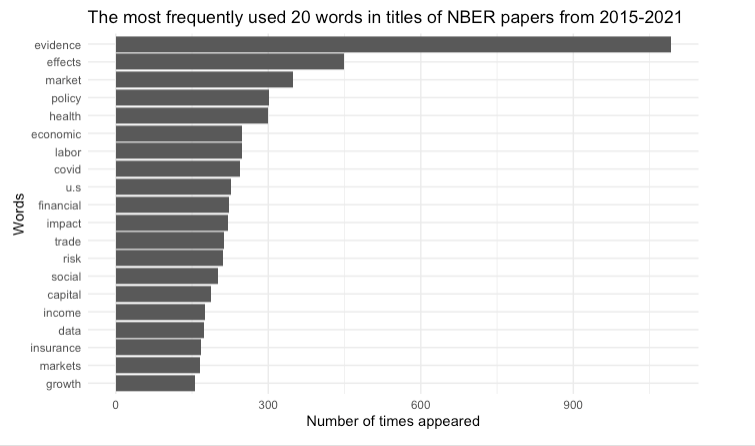 The most frequently used 20 words in titles of NBER papers from 2015-2021
evidence
effects
market
policy
health
economic
labor
covid
u.s
financial
impact
trade
risk
social
capital
income
data
insurance
markets
growth
Words
0 300 600 900
Number of times appeared